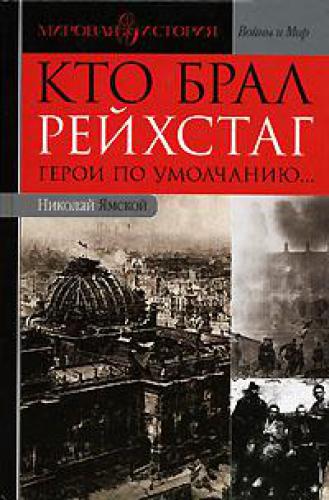 МИРОВАЯ ИСТОРИЯ
Войны и Мир
КТО БРАЛ
РЕЙХСТАГ
ГЕРОИ ПО УМОЛЧАНИЮ...
НИКОЛАЙ ЯМСКОЙ